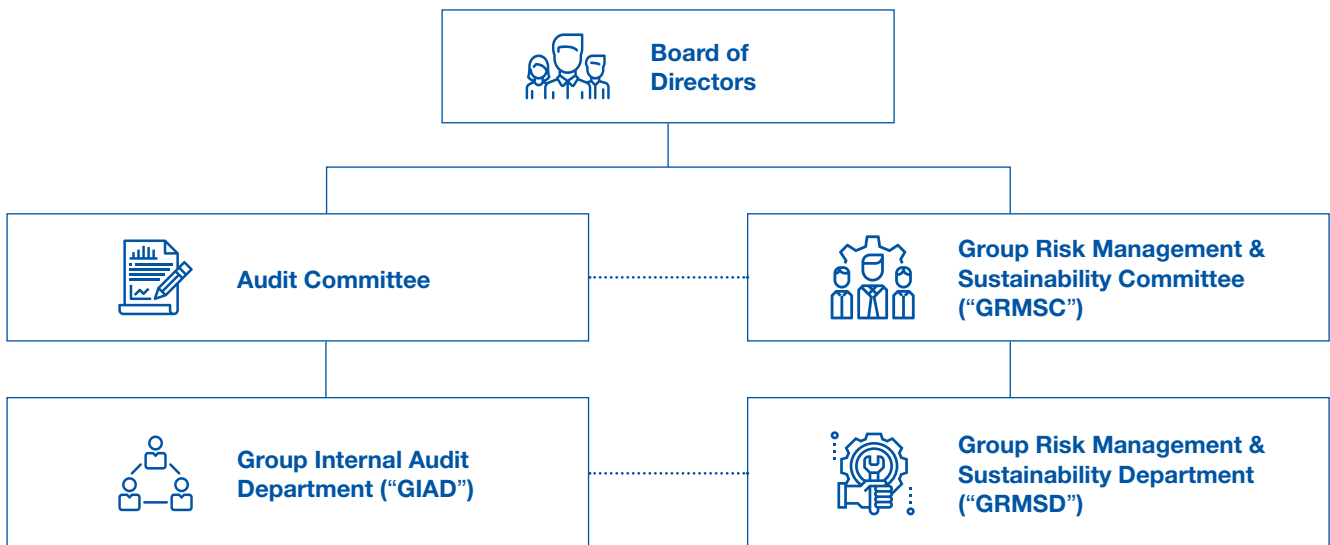 Board of
Directors
Audit Committee
Group Risk Management &
Sustainability Committee
(“GRMSC”)
Group Internal Audit
Department (“GIAD”)
Group Risk Management &
Sustainability Department
(“GRMSD”)